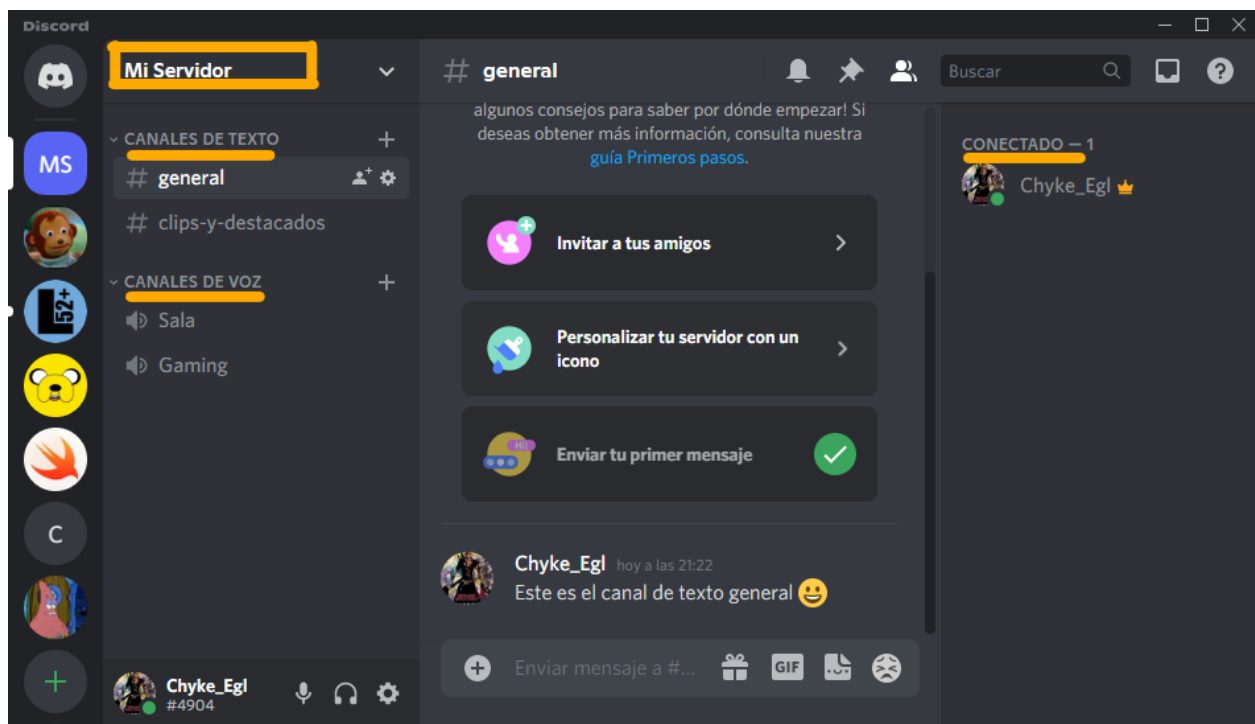 Discord
Mi Servidor
# general
Buscar
MS
L52+
C
CANALES DE TEXTO
# general
# clips-y-destacados
CANALES DE VOZ
Sala
Gaming
Chyke_Egl
#4904
algunos consejos para saber por dónde empezar! Si
deseas obtener más información, consulta nuestra
guía Primeros pasos.
Invitar a tus amigos
Personalizar tu servidor con un
icono
Hi!
Enviar tu primer mensaje
Chyke_Egl hoy a las 21:22
Este es el canal de texto general
Enviar mensaje a #...
GIF
CONECTADO — 1
Chyke_Egl